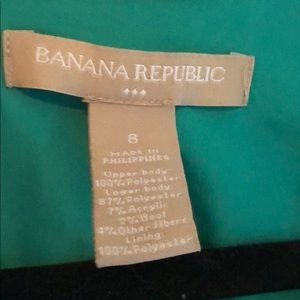 BANANA REPUBLIC
8
MADE IN
PHILIPPINES
Upper body
100% Polyester
Lower body
87% Polyester
7% Acrylic
2% Wool
4% Other fibers
Lining:
100% Polyester